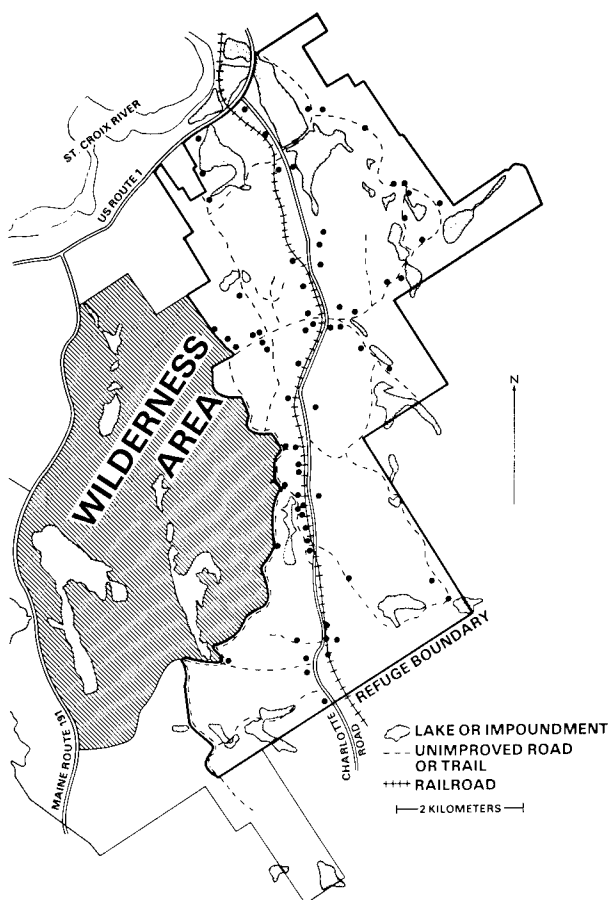 ST. CROIX RIVER
US ROUTE 1
WILDERNESS
AREA
N
REFUGE BOUNDARY
MAINE ROUTE 191
CHARLOTTE
ROAD
LAKE OR IMPOUNDMENT
UNIMPROVED ROAD
OR TRAIL
RAILROAD
2 KILOMETERS